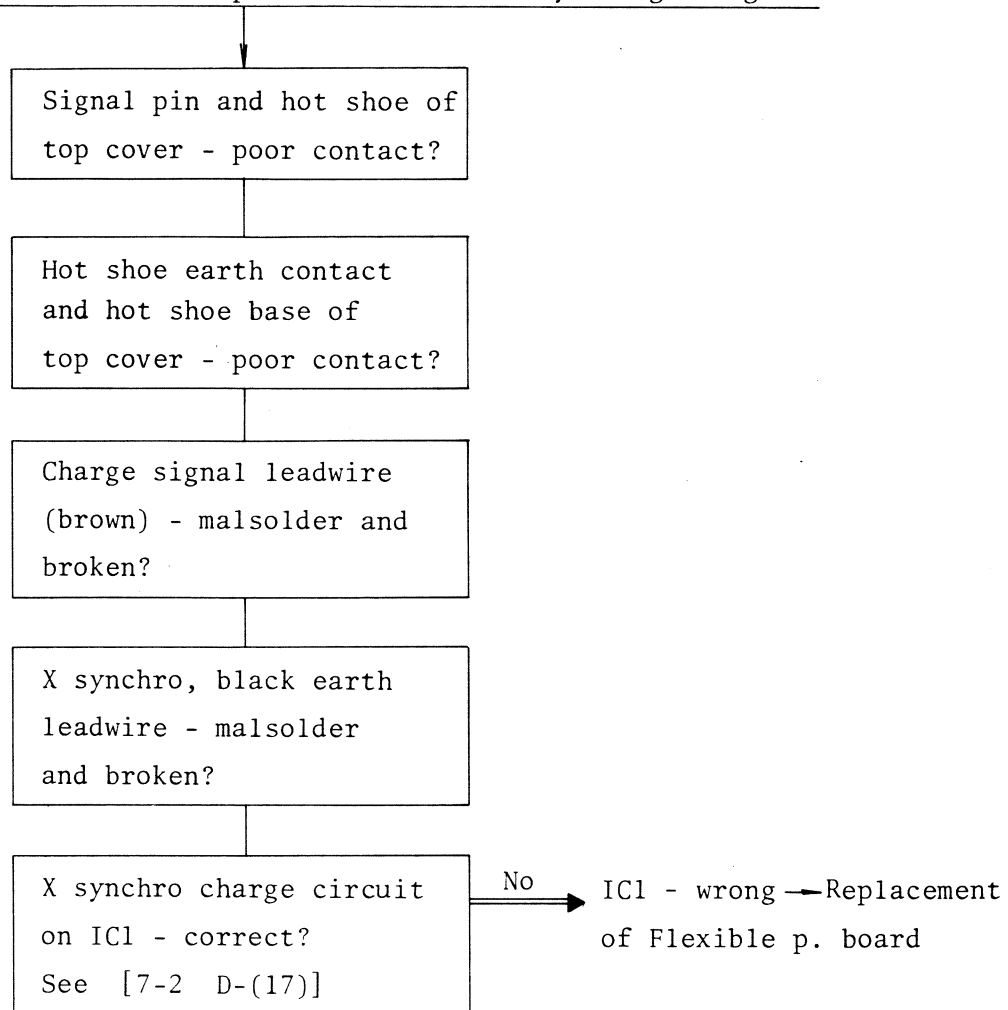 Signal pin and hot shoe of
top cover - poor contact?
Hot shoe earth contact
and hot shoe base of
top cover - poor contact?
Charge signal leadwire
(brown) - malsolder and
broken?
X synchro, black earth
leadwire - malsolder
and broken?
X synchro charge circuit
on IC1 - correct?
See [7-2 D-(17)]
No
IC1 - wrong → Replacement
of Flexible p. board